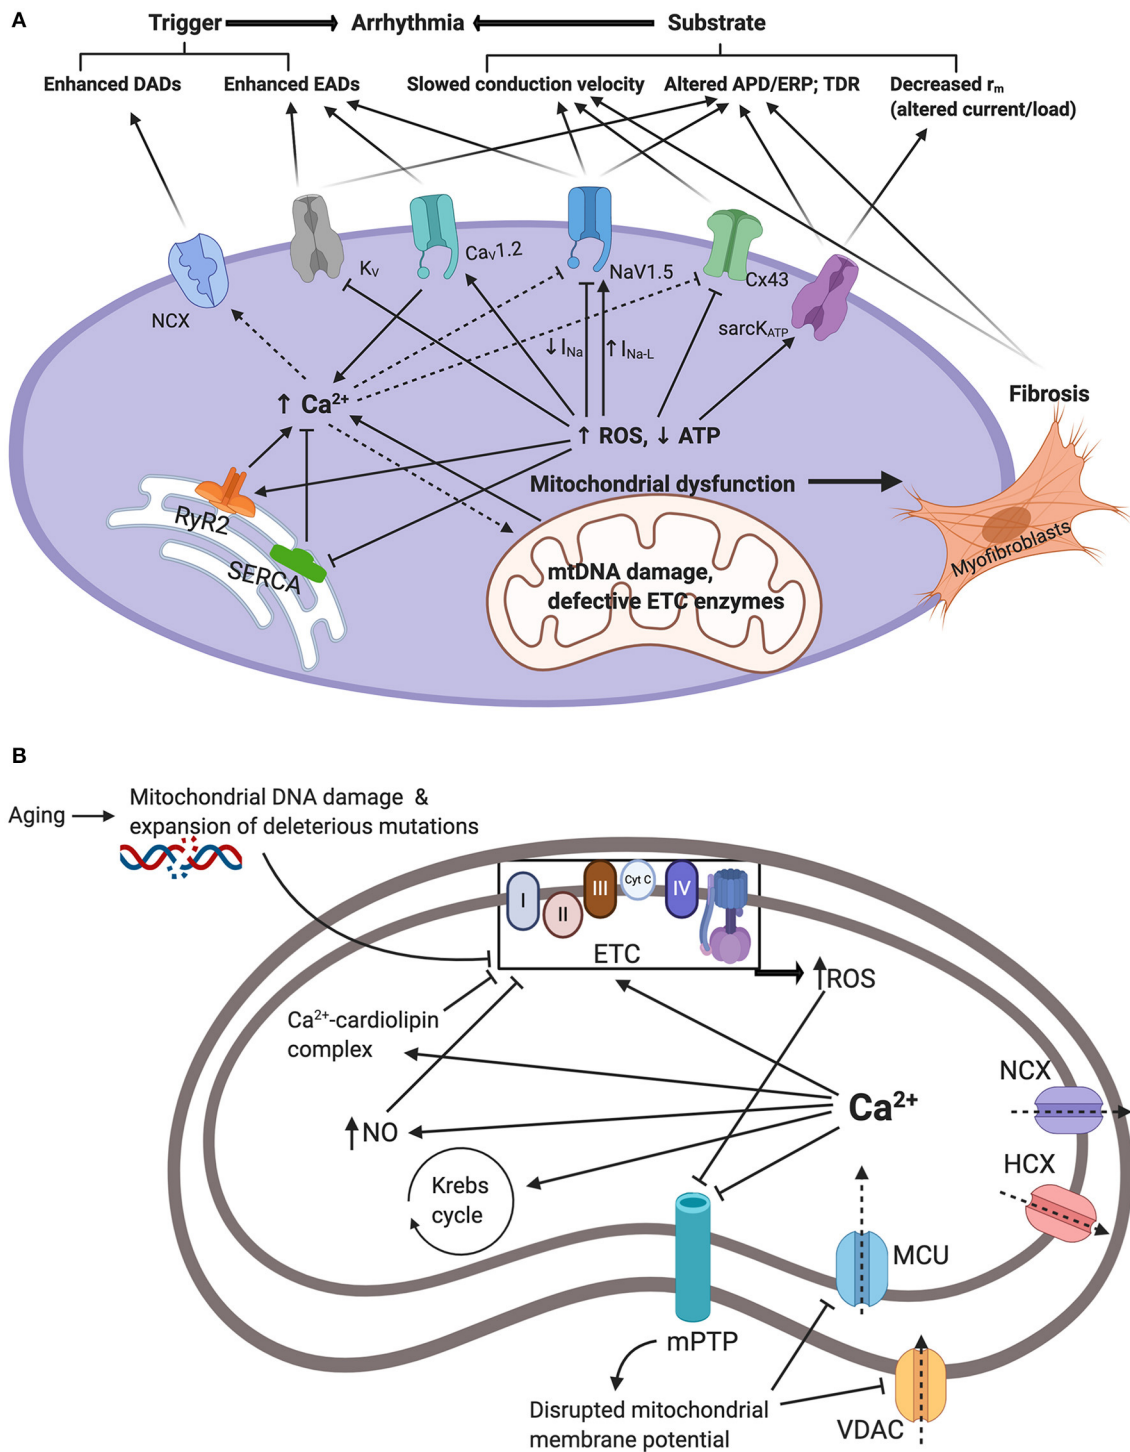 A
Trigger Arrhythmia Substrate
Enhanced DADs Enhanced EADs Slowed conduction velocity Altered APD/ERP; TDR Decreased rm
(altered current/load)
NCX
Kv
Cav1.2
NaV1.5
Cx43
sarcKATP
↓ INa ↑ INa-L
↑ Ca2+
↑ ROS, ↓ ATP
Fibrosis
Mitochondrial dysfunction
RyR2
SERCA
mtDNA damage,
defective ETC enzymes
Myofibroblasts
B
Aging
Mitochondrial DNA damage &
expansion of deleterious mutations
I II III Cyt C IV
ETC
↑ROS
Ca2+-cardiolipin
complex
↑NO
Ca2+
NCX
HCX
Krebs
cycle
MCU
mPTP
Disrupted mitochondrial
membrane potential
VDAC